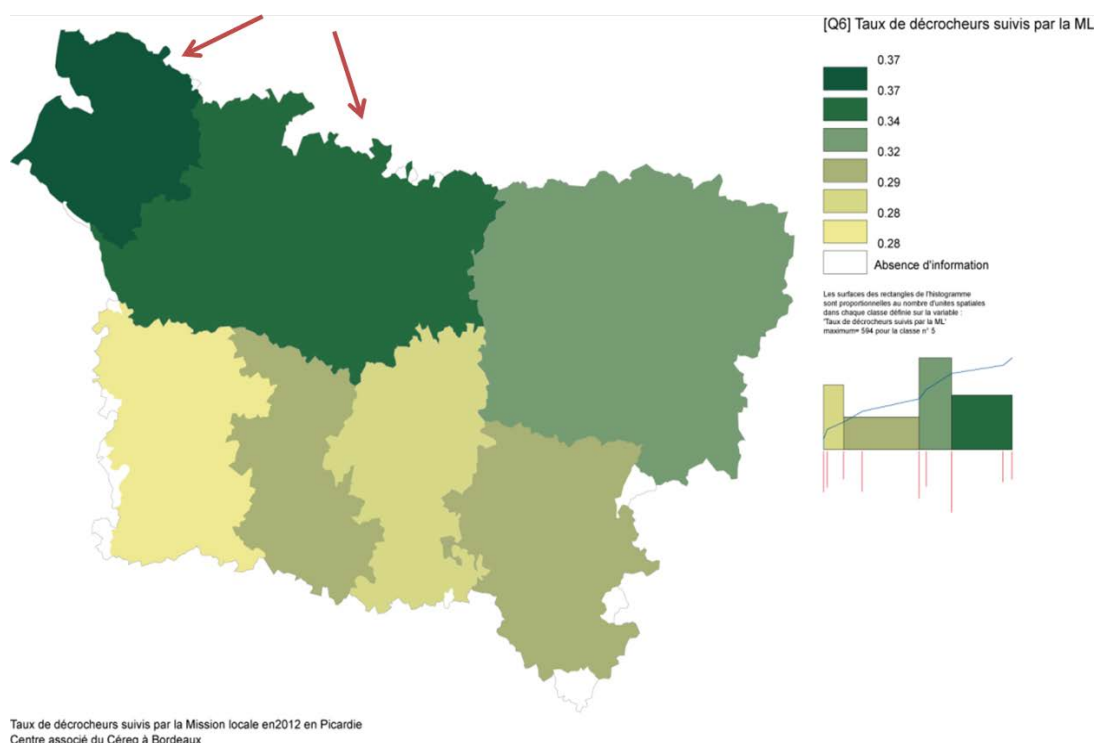 [Q6] Taux de décrocheurs suivis par la ML
0.37
0.37
0.34
0.32
0.29
0.28
0.28
Absence d'information
Les surfaces des rectangles de l'histogramme
sont proportionnelles au nombre d'unités spatiales
dans chaque classe définie sur la variable :
'Taux de décrocheurs suivis par la ML'
maximum= 594 pour la classe n° 5
Taux de décrocheurs suivis par la Mission locale en2012 en Picardie
Centre associé du Céreq à Bordeaux